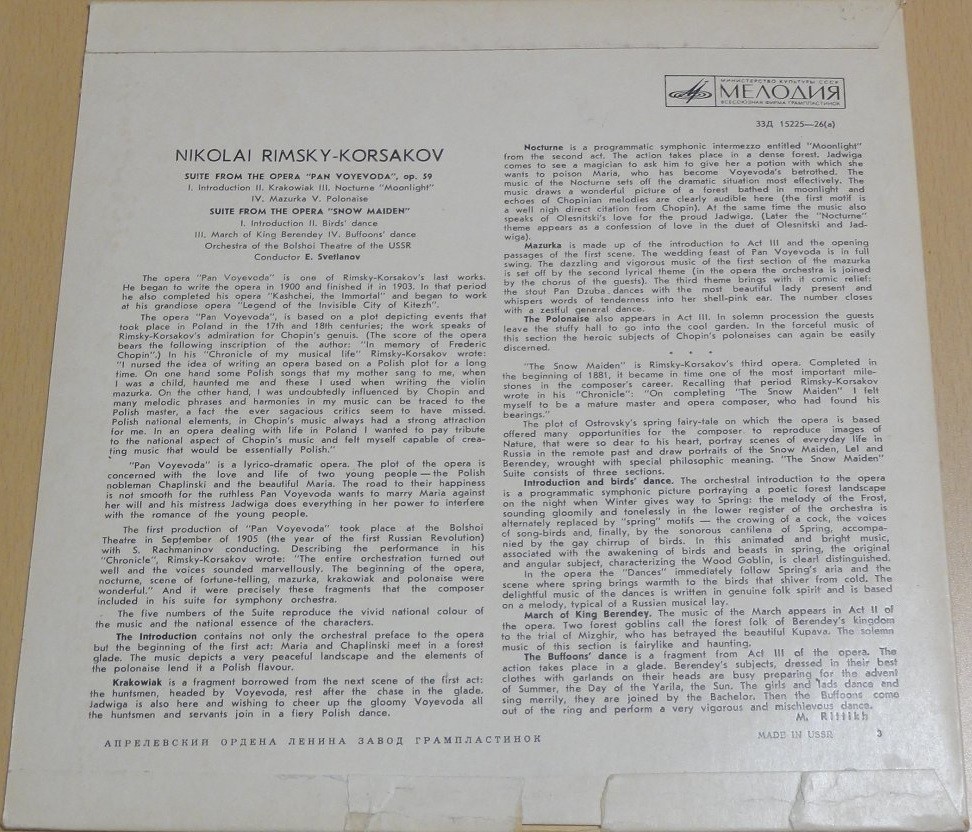 МИНИСТЕРСТВО КУЛЬТУРЫ СССР
МЕЛОДИЯ
ВСЕСОЮЗНАЯ ФИРМА ГРАМПЛАСТИНОК
33Д 15225—26(а)
NIKOLAI RIMSKY-KORSAKOV
SUITE FROM THE OPERA "PAN VOYEVODA", op. 59
I. Introduction II. Krakowiak III. Nocturne "Moonlight"
IV. Mazurka V. Polonaise
SUITE FROM THE OPERA "SNOW MAIDEN"
I. Introduction II. Birds' dance
III. March of King Berendey IV. Buffoons' dance
Orchestra of the Bolshoi Theatre of the USSR
Conductor E. Svetlanov
The opera "Pan Voyevoda" is one of Rimsky-Korsakov's last works.
He began to write the opera in 1900 and finished it in 1903. In that period
he also completed his opera "Kashchei, the Immortal" and began to work
at his grandiose opera "Legend of the Invisible City of Kitezh".
The opera "Pan Voyevoda", is based on a plot depicting events that
took place in Poland in the 17th and 18th centuries; the work speaks of
Rimsky-Korsakov's admiration for Chopin's genuis. (The score of the opera
bears the following inscription of the author: "In memory of Frederic
Chopin".) In his "Chronicle of my musical life" Rimsky-Korsakov wrote:
"I nursed the idea of writing an opera based on a Polish plot for a long
time. On one hand some Polish songs that my mother sang to me, when
I was a child, haunted me and these I used when writing the violin
mazurka. On the other hand, I was undoubtedly influenced by Chopin and
many melodic phrases and harmonies in my music can be traced to the
Polish master, a fact the ever sagacious critics seem to have missed.
Polish national elements, in Chopin's music always had a strong attraction
for me. In an opera dealing with life in Poland I wanted to pay tribute
to the national aspect of Chopin's music and felt myself capable of crea-
ting music that would be essentially Polish."
"Pan Voyevoda" is a lyrico-dramatic opera. The plot of the opera is
concerned with the love and life of two young people — the Polish
nobleman Chaplinski and the beautiful Maria. The road to their happiness
is not smooth for the ruthless Pan Voyevoda wants to marry Maria against
her will and his mistress Jadwiga does everything in her power to interfere
with the romance of the young people.
The first production of "Pan Voyevoda" took place at the Bolshoi
Theatre in September of 1905 (the year of the first Russian Revolution)
with S. Rachmaninov conducting. Describing the performance in his
"Chronicle", Rimsky-Korsakov wrote: "The entire orchestration turned out
well and the voices sounded marvellously. The beginning of the opera,
nocturne, scene of fortune-telling, mazurka, krakowiak and polonaise were
wonderful." And it were precisely these fragments that the composer
included in his suite for symphony orchestra.
The five numbers of the Suite reproduce the vivid national colour of
the music and the national essence of the characters.
The Introduction contains not only the orchestral preface to the opera
but the beginning of the first act: Maria and Chaplinski meet in a forest
glade. The music depicts a very peaceful landscape and the elements of
the polonaise lend it a Polish flavour.
Krakowiak is a fragment borrowed from the next scene of the first act:
the huntsmen, headed by Voyevoda, rest after the chase in the glade.
Jadwiga is also here and wishing to cheer up the gloomy Voyevoda all
the huntsmen and servants join in a fiery Polish dance.
Nocturne is a programmatic symphonic intermezzo entitled "Moonlight"
from the second act. The action takes place in a dense forest. Jadwiga
comes to see a magician to ask him to give her a potion with which she
wants to poison Maria, who has become Voyevoda's betrothed. The
music of the Nocturne sets off the dramatic situation most effectively. The
music draws a wonderful picture of a forest bathed in moonlight and
echoes of Chopinian melodies are clearly audible here (the first motif is
a well nigh direct citation from Chopin). At the same time the music also
speaks of Olesnitski's love for the proud Jadwiga. (Later the "Nocturne"
theme appears as a confession of love in the duet of Olesnitski and Jad-
wiga).
Mazurka is made up of the introduction to Act III and the opening
passages of the first scene. The wedding feast of Pan Voyevoda is in full
swing. The dazzling and vigorous music of the first section of the mazurka
is set off by the second lyrical theme (in the opera the orchestra is joined
by the chorus of the guests). The third theme brings with it comic relief:
the stout Pan Dzuba dances with the most beautiful lady present and
whispers words of tenderness into her shell-pink ear. The number closes
with a zestful general dance.
The Polonaise also appears in Act III. In solemn procession the guests
leave the stuffy hall to go into the cool garden. In the forceful music of
this section the heroic subjects of Chopin's polonaises can again be easily
discerned.
* * *
"The Snow Maiden" is Rimsky-Korsakov's third opera. Completed in
the beginning of 1881, it became in time one of the most important mile-
stones in the composer's career. Recalling that period Rimsky-Korsakov
wrote in his "Chronicle": "On completing "The Snow Maiden" I felt
myself to be a mature master and opera composer, who had found his
bearings."
The plot of Ostrovsky's spring fairy-tale on which the opera is based
offered many opportunities for the composer to reproduce images of
Nature, that were so dear to his heart, portray scenes of everyday life in
Russia in the remote past and draw portraits of the Snow Maiden, Lel and
Berendey, wrought with special philosophic meaning. "The Snow Maiden"
Suite consists of three sections.
Introduction and birds' dance. The orchestral introduction to the opera
is a programmatic symphonic picture portraying a poetic forest landscape
on the night when Winter gives way to Spring: the melody of the Frost,
sounding gloomily and tonelessly in the lower register of the orchestra is
alternately replaced by "spring" motifs — the crowing of a cock, the voices
of song-birds and, finally, by the sonorous cantilena of Spring, accompa-
nied by the gay chirrup of birds. In this animated and bright music,
associated with the awakening of birds and beasts in spring, the original
and angular subject, characterizing the Wood Goblin, is clearl distinguished.
In the opera the "Dances" immediately follow Spring's aria and the
scene where spring brings warmth to the birds that shiver from cold. The
delightful music of the dances is written in genuine folk spirit and is based
on a melody, typical of a Russian musical lay.
March of King Berendey. The music of the March appears in Act II of
the opera. Two forest goblins call the forest folk of Berendey's kingdom
to the trial of Mizghir, who has betrayed the beautiful Kupava. The solemn
music of this section is fairylike and haunting.
The Buffoons' dance is a fragment from Act III of the opera. The
action takes place in a glade. Berendey's subjects, dressed in their best
clothes with garlands on their heads are busy preparing for the advent
of Summer, the Day of the Yarila, the Sun. The girls and lads dance and
sing merrily, they are joined by the Bachelor. Then the Buffoons come
out of the ring and perform a very vigorous and mischievous dance.
M. Rittikh
АПРЕЛЕВСКИЙ ОРДЕНА ЛЕНИНА ЗАВОД ГРАМПЛАСТИНОК
MADE IN USSR 3